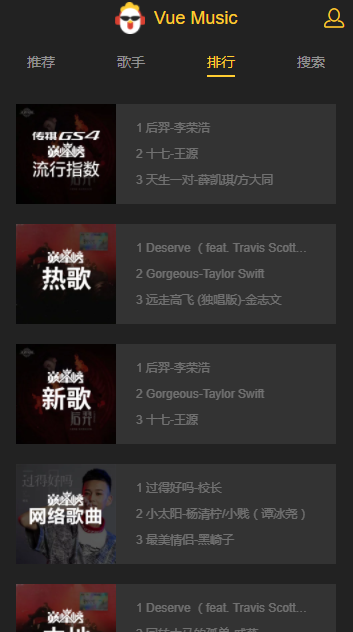 Vue Music
推荐
歌手
排行
搜索
传祺GS4
巅峰榜
流行指数
后羿
1 后羿-李荣浩
2 十七-王源
3 天生一对-薛凯琪/方大同
巅峰榜
热歌
1 Deserve （feat. Travis Scott...
2 Gorgeous-Taylor Swift
3 远走高飞 (独唱版)-金志文
巅峰榜
新歌
后羿
1 后羿-李荣浩
2 Gorgeous-Taylor Swift
3 十七-王源
过得好吗
巅峰榜
网络歌曲
1 过得好吗-校长
2 小太阳-杨清柠/小贱（谭冰尧）
3 最美情侣-黑崎子
巅峰榜
1 Deserve （feat. Travis Scott...